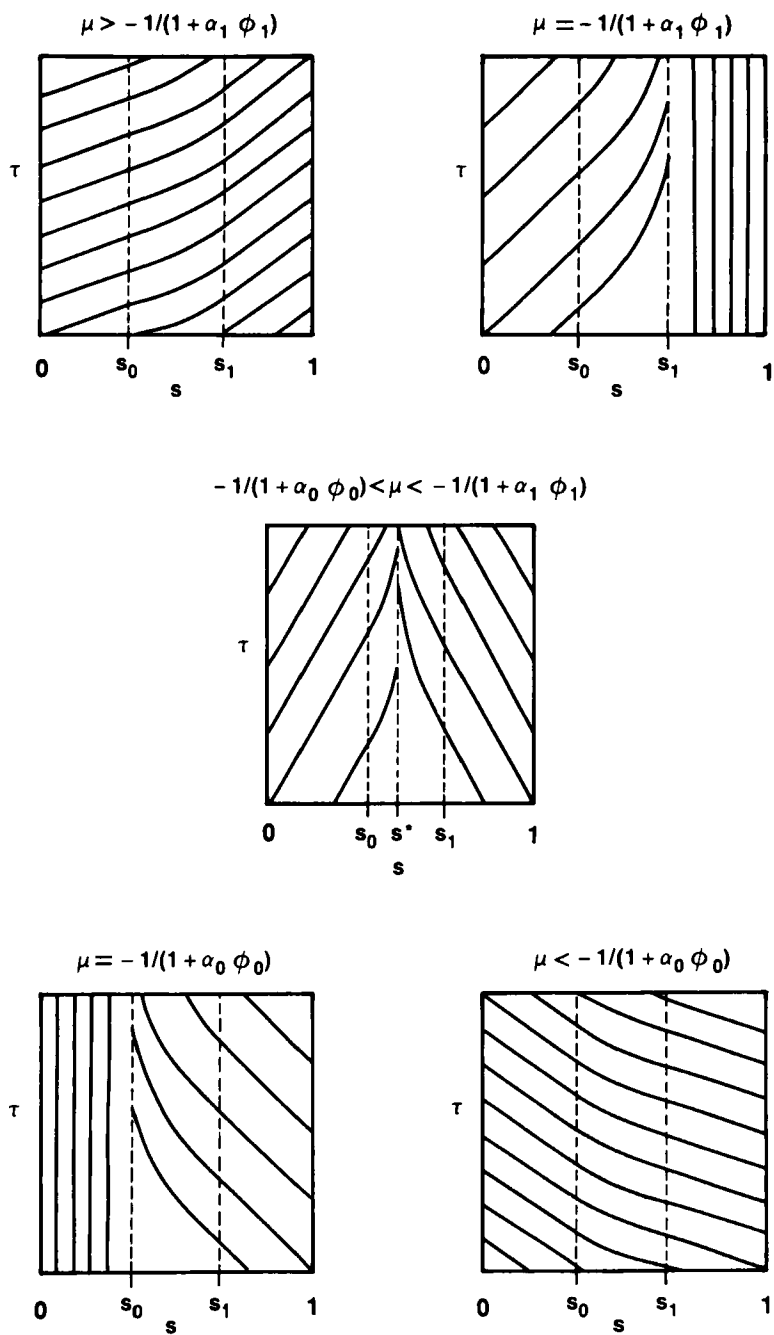 μ > − 1/(1 + α₁ ϕ₁)
τ
0 s₀ s₁ 1
s
μ = − 1/(1 + α₁ ϕ₁)
τ
0 s₀ s₁ 1
s
− 1/(1 + α₀ ϕ₀) < μ < − 1/(1 + α₁ ϕ₁)
τ
0 s₀ s* s₁ 1
s
μ = − 1/(1 + α₀ ϕ₀)
τ
0 s₀ s₁ 1
s
μ < − 1/(1 + α₀ ϕ₀)
τ
0 s₀ s₁ 1
s